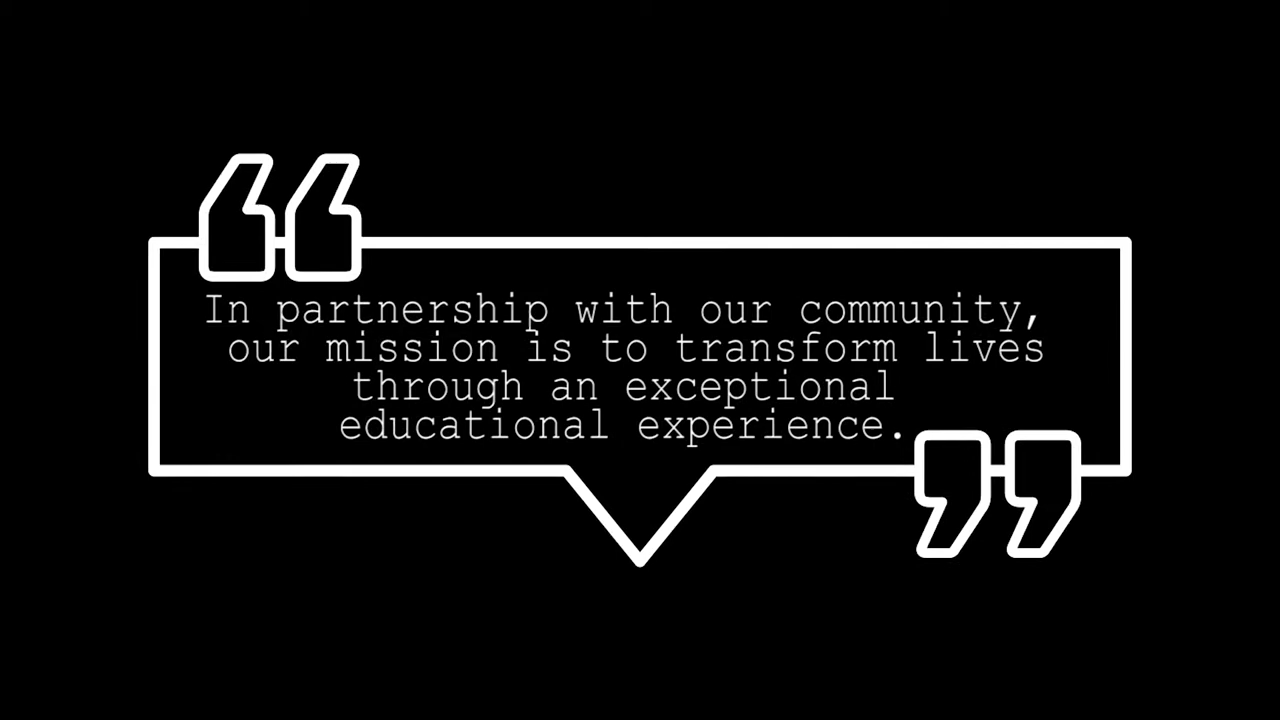 In partnership with our community,
our mission is to transform lives
through an exceptional
educational experience.